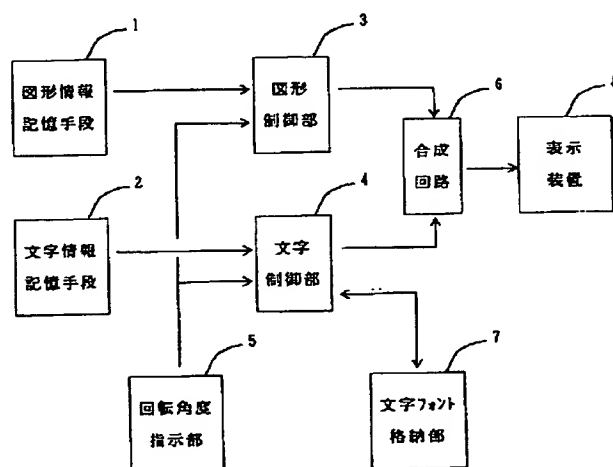 1
図形情報
記憶手段
3
図形
制御部
6
合成
回路
表示
装置
2
文字情報
記憶手段
4
文字
制御部
5
回転角度
指示部
7
文字フォント
格納部